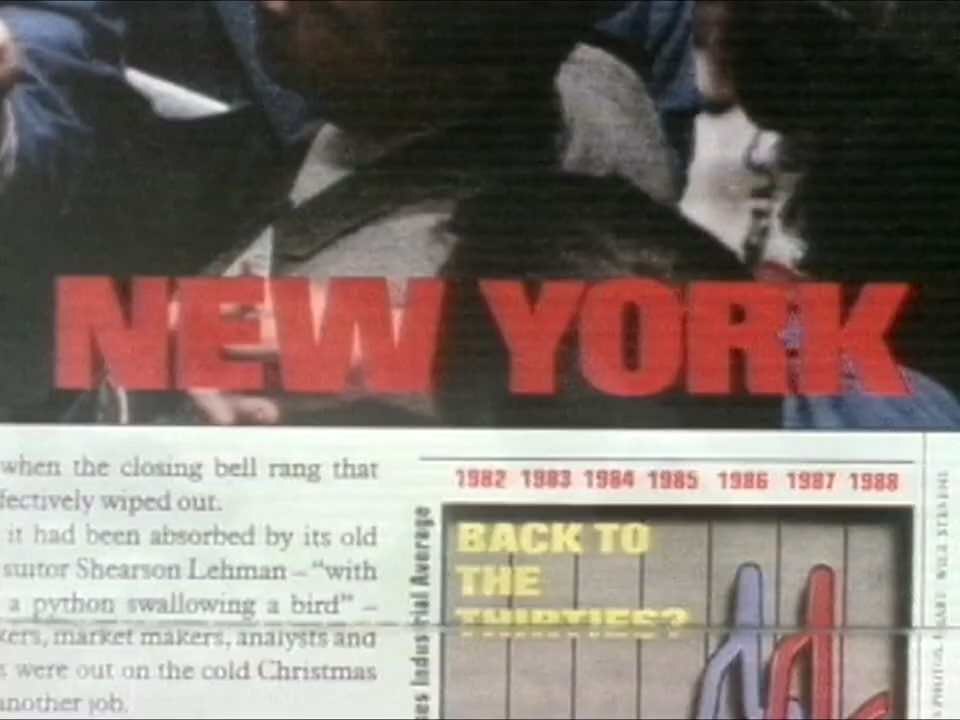 NEW YORK
when the closing bell rang that
fectively wiped out.
it had been absorbed by its old
suitor Shearson Lehman – “with
a python swallowing a bird” –
kers, market makers, analysts and
s were out on the cold Christmas
another job.
1982 1983 1984 1985 1986 1987 1988
BACK TO
THE
THIRTIES?
es Industrial Average